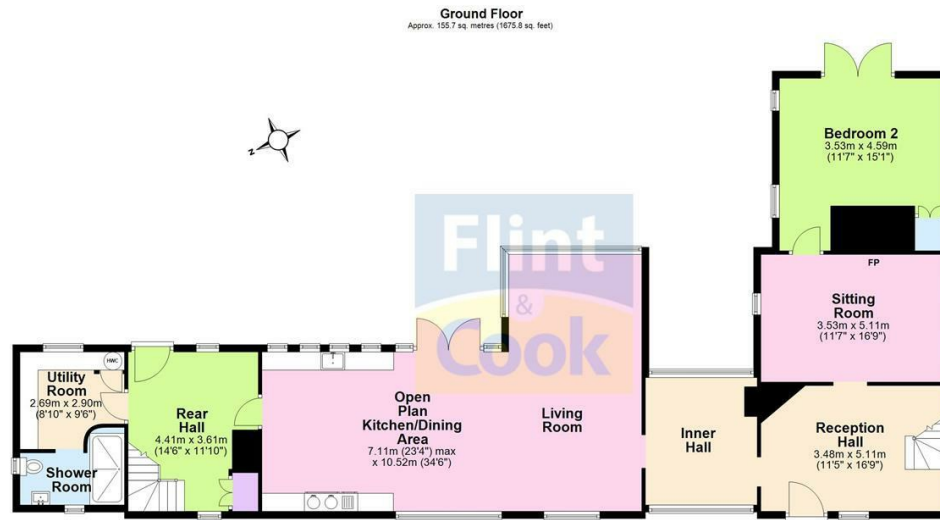 Ground Floor
Approx. 155.7 sq. metres (1675.8 sq. feet)
N
Bedroom 2
3.53m x 4.59m
(11'7" x 15'1")
Flint
&
Cook
FP
Sitting
Room
3.53m x 5.11m
(11'7" x 16'9")
HWC
Utility
Room
2.69m x 2.90m
(8'10" x 9'6")
Rear
Hall
4.41m x 3.61m
(14'6" x 11'10")
Open
Plan
Kitchen/Dining
Area
7.11m (23'4") max
x 10.52m (34'6")
Living
Room
Inner
Hall
Reception
Hall
3.48m x 5.11m
(11'5" x 16'9")
Shower
Room